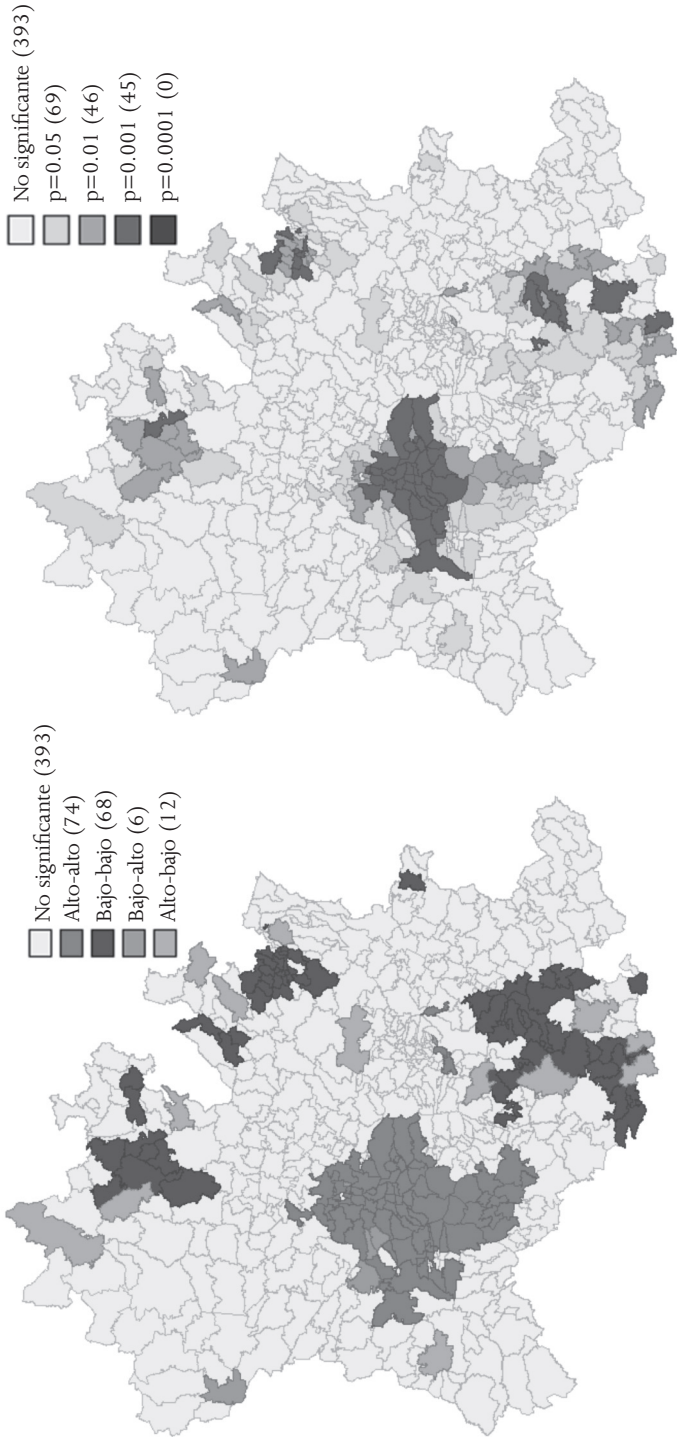 No significante (393)
Alto-alto (74)
Bajo-bajo (68)
Bajo-alto (6)
Alto-bajo (12)
No significante (393)
p=0.05 (69)
p=0.01 (46)
p=0.001 (45)
p=0.0001 (0)